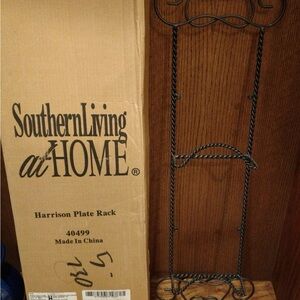 SouthernLiving
at HOME®
Harrison Plate Rack
40499
Made In China